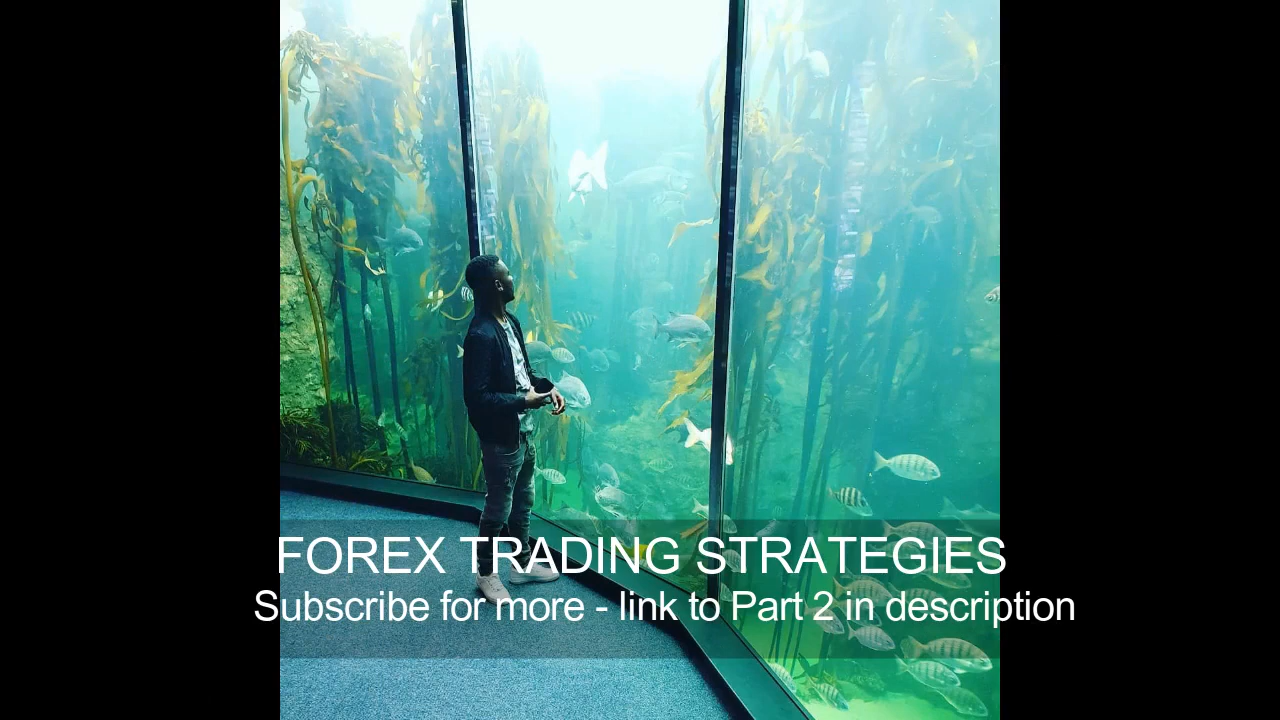 FOREX TRADING STRATEGIES
Subscribe for more - link to Part 2 in description